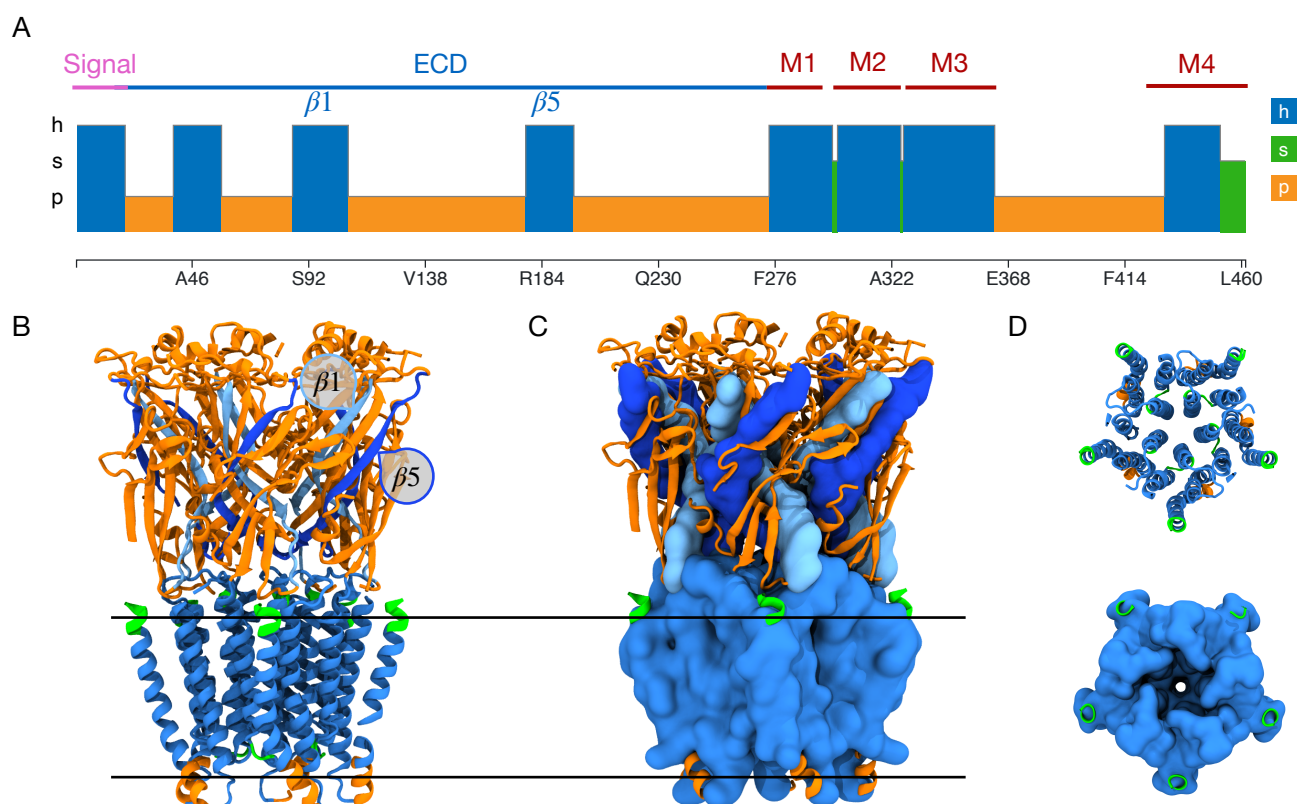 A
Signal ECD M1 M2 M3 M4
β1 β5
h
s
p
h
s
p
A46 S92 V138 R184 Q230 F276 A322 E368 F414 L460
B C D
β1
β5